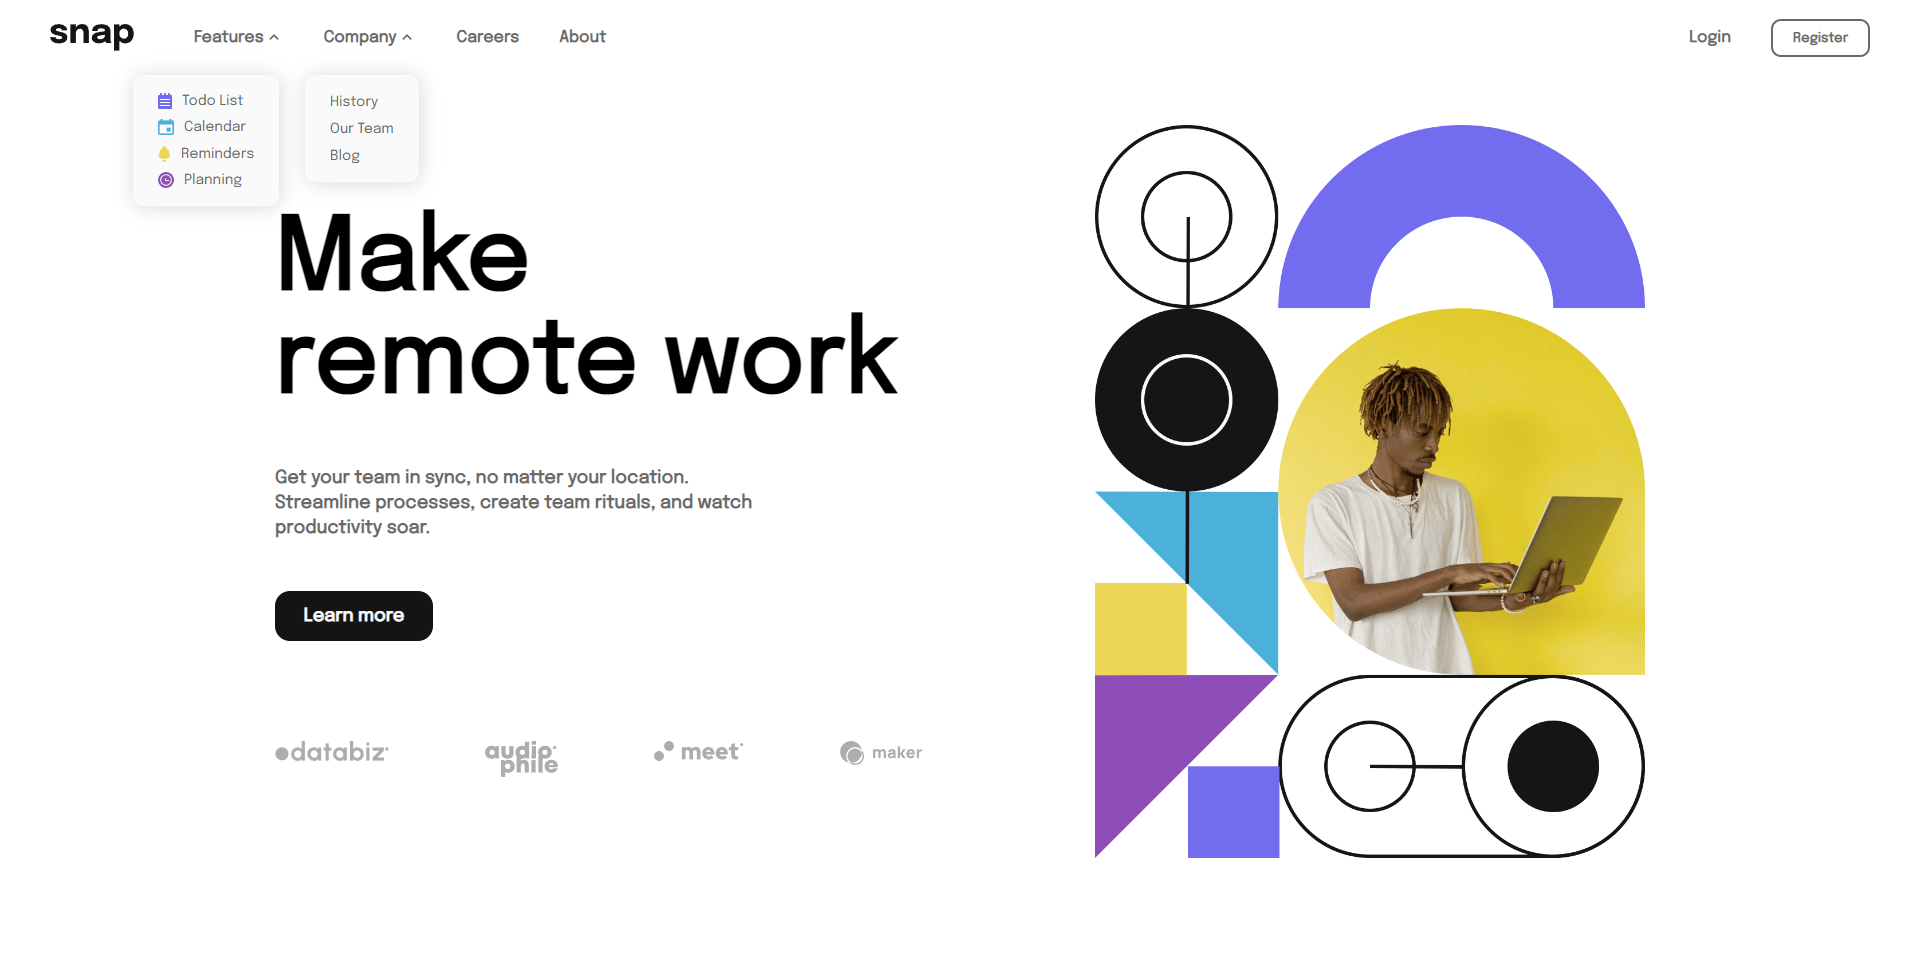 snap
Features
Company
Careers
About
Login
Register
Todo List
Calendar
Reminders
Planning
History
Our Team
Blog
Make
remote work
Get your team in sync, no matter your location.
Streamline processes, create team rituals, and watch
productivity soar.
Learn more
databiz
audio
phile
meet
maker